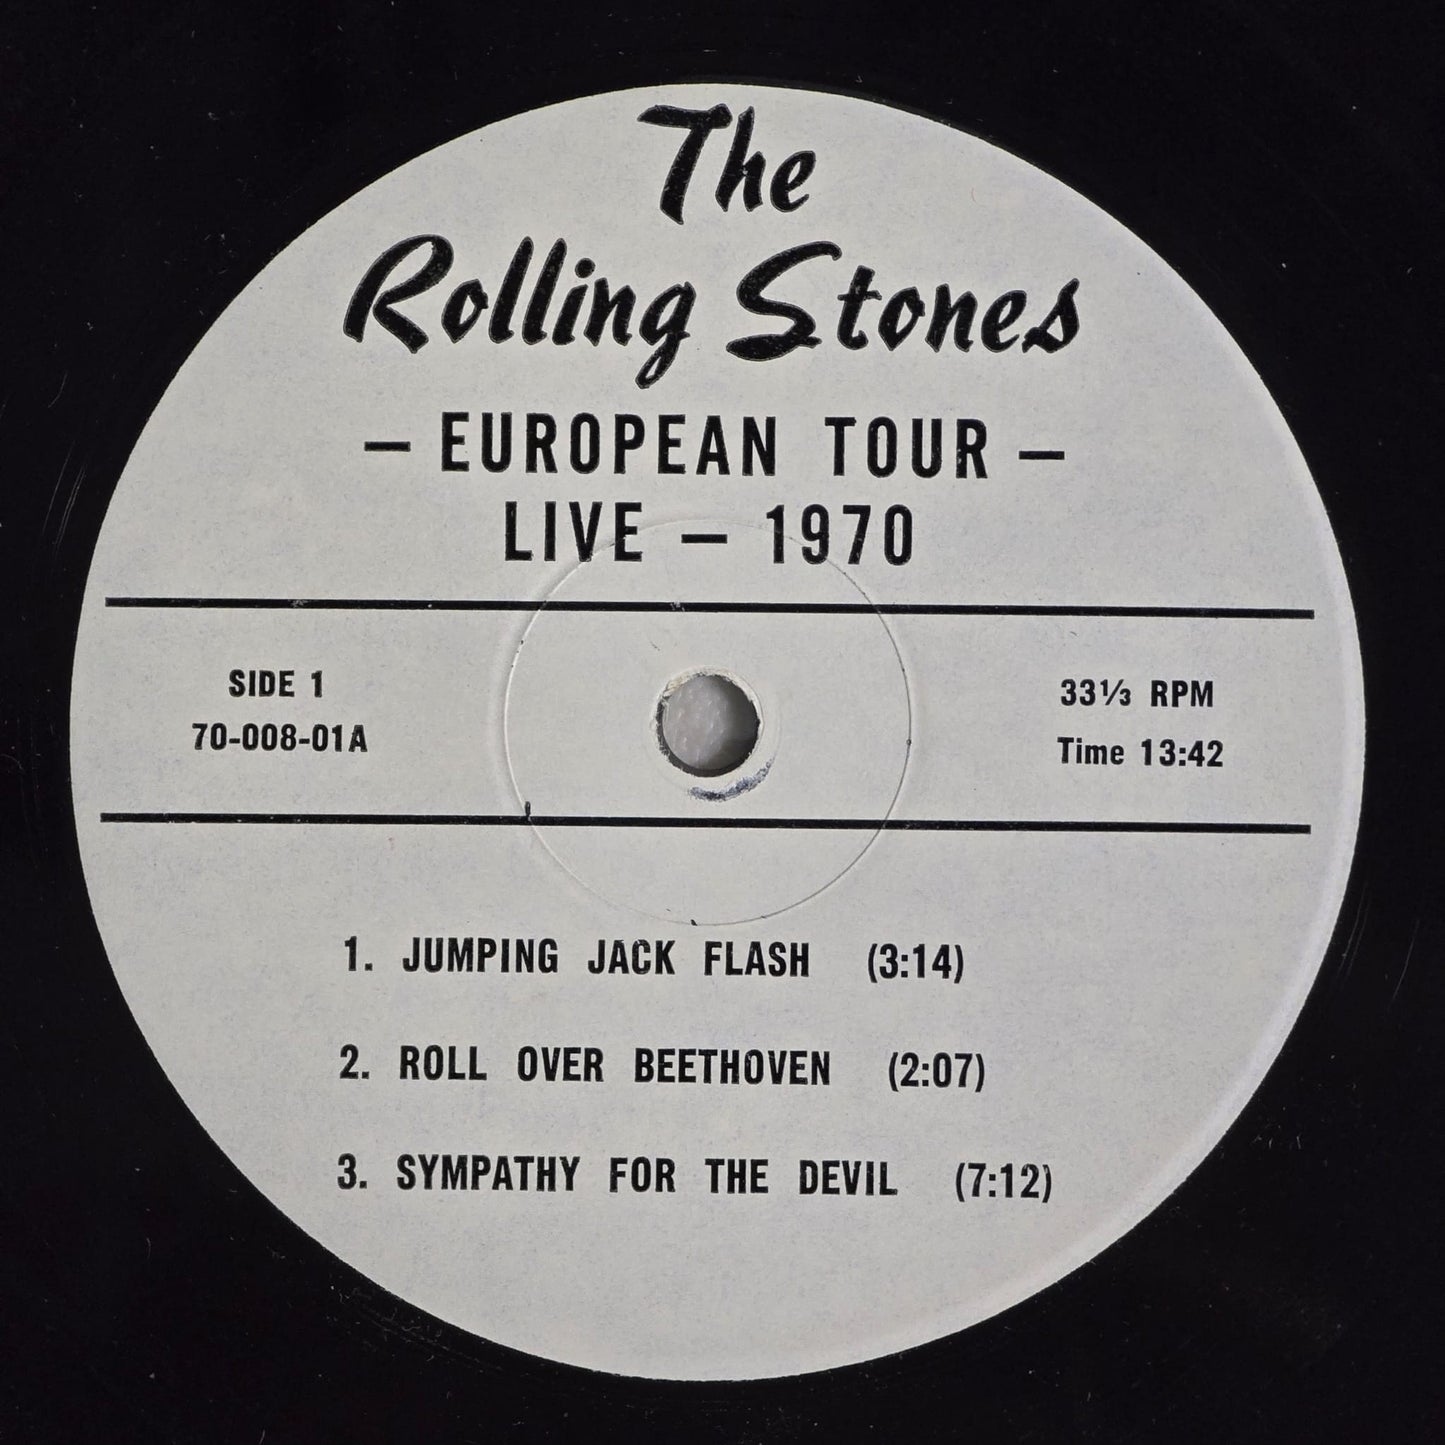 The
Rolling Stones
— EUROPEAN TOUR —
LIVE — 1970
SIDE 1
70-008-01A
33⅓ RPM
Time 13:42
1. JUMPING JACK FLASH (3:14)
2. ROLL OVER BEETHOVEN (2:07)
3. SYMPATHY FOR THE DEVIL (7:12)